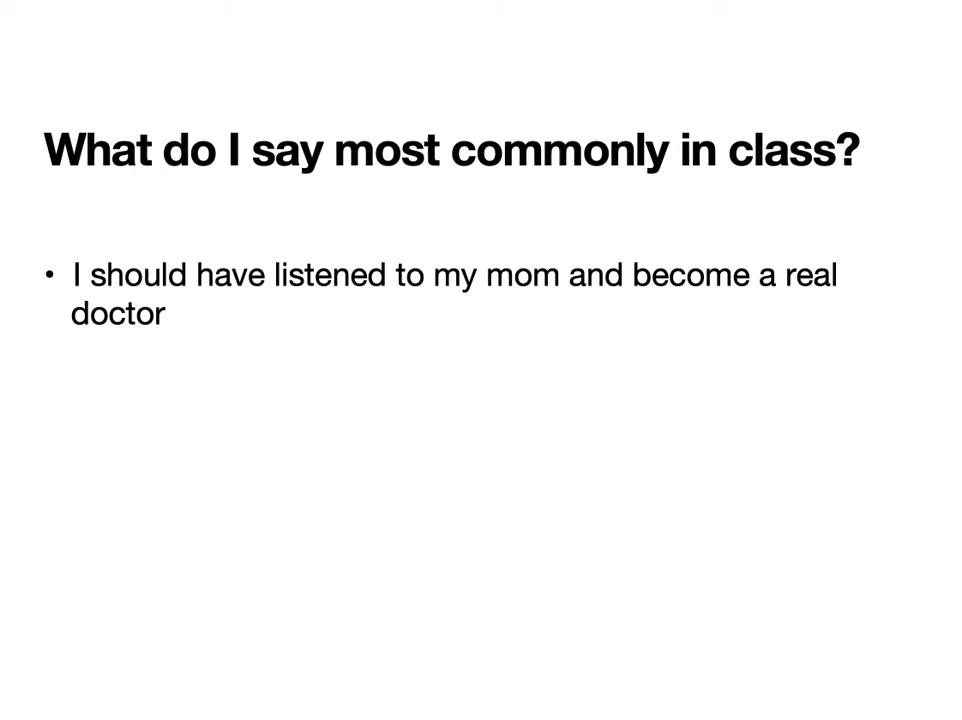 What do I say most commonly in class?
• I should have listened to my mom and become a real
doctor